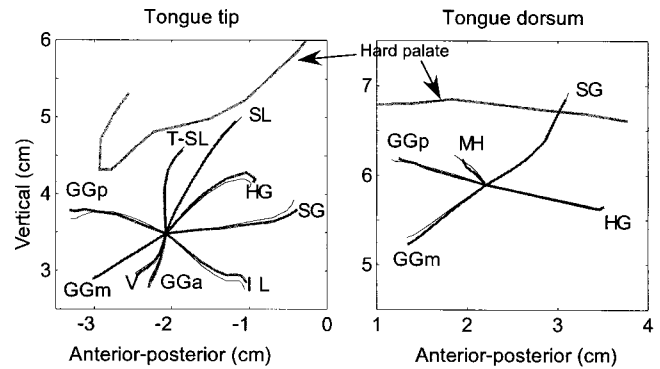 Tongue tip
Tongue dorsum
Hard palate
6
5
4
3
Vertical (cm)
SL
T-SL
GGp
HG
SG
GGm
V
GGa
I L
-3
-2
-1
0
Anterior-posterior (cm)
7
6
5
SG
GGp
MH
HG
GGm
1
2
3
4
Anterior-posterior (cm)